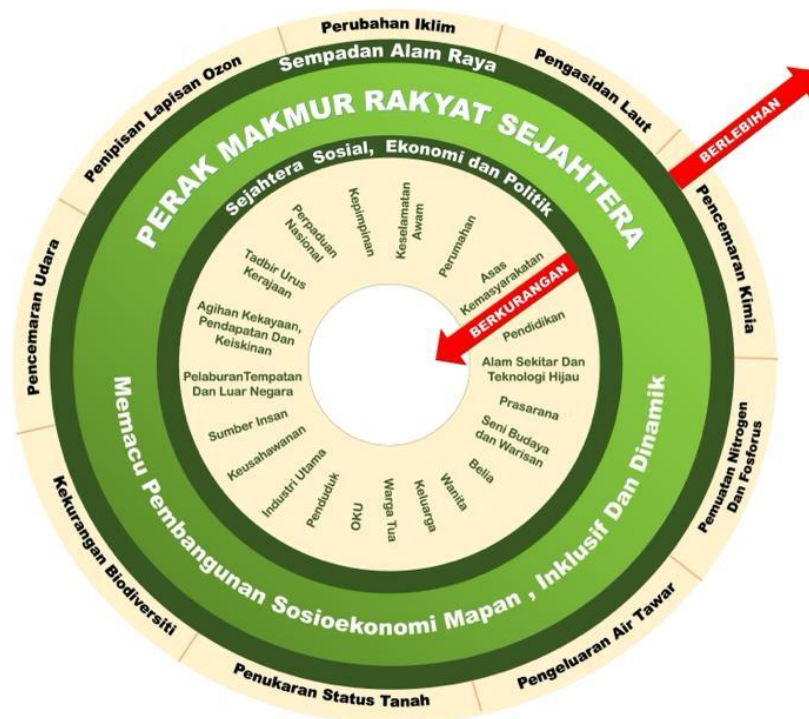 Perubahan Iklim
Pengasidan Laut
Pencemaran Kimia
Pemuatan Nitrogen
Dan Fosforus
Pengeluaran Air Tawar
Penukaran Status Tanah
Kekurangan Biodiversiti
Pencemaran Udara
Penipisan Lapisan Ozon
BERLEBIHAN
Sempadan Alam Raya
PERAK MAKMUR RAKYAT SEJAHTERA
Memacu Pembangunan Sosioekonomi Mapan , Inklusif Dan Dinamik
Sejahtera Sosial, Ekonomi dan Politik
BERKURANGAN
Kepimpinan
Keselamatan
Awam
Perumahan
Asas
Kemasyarakatan
Pendidikan
Alam Sekitar Dan
Teknologi Hijau
Prasarana
Seni Budaya
dan Warisan
Belia
Wanita
Keluarga
Warga Tua
OKU
Penduduk
Industri Utama
Keusahawanan
Sumber Insan
PelaburanTempatan
Dan Luar Negara
Agihan Kekayaan,
Pendapatan Dan
Keiskinan
Tadbir Urus
Kerajaan
Perpaduan
Nasional